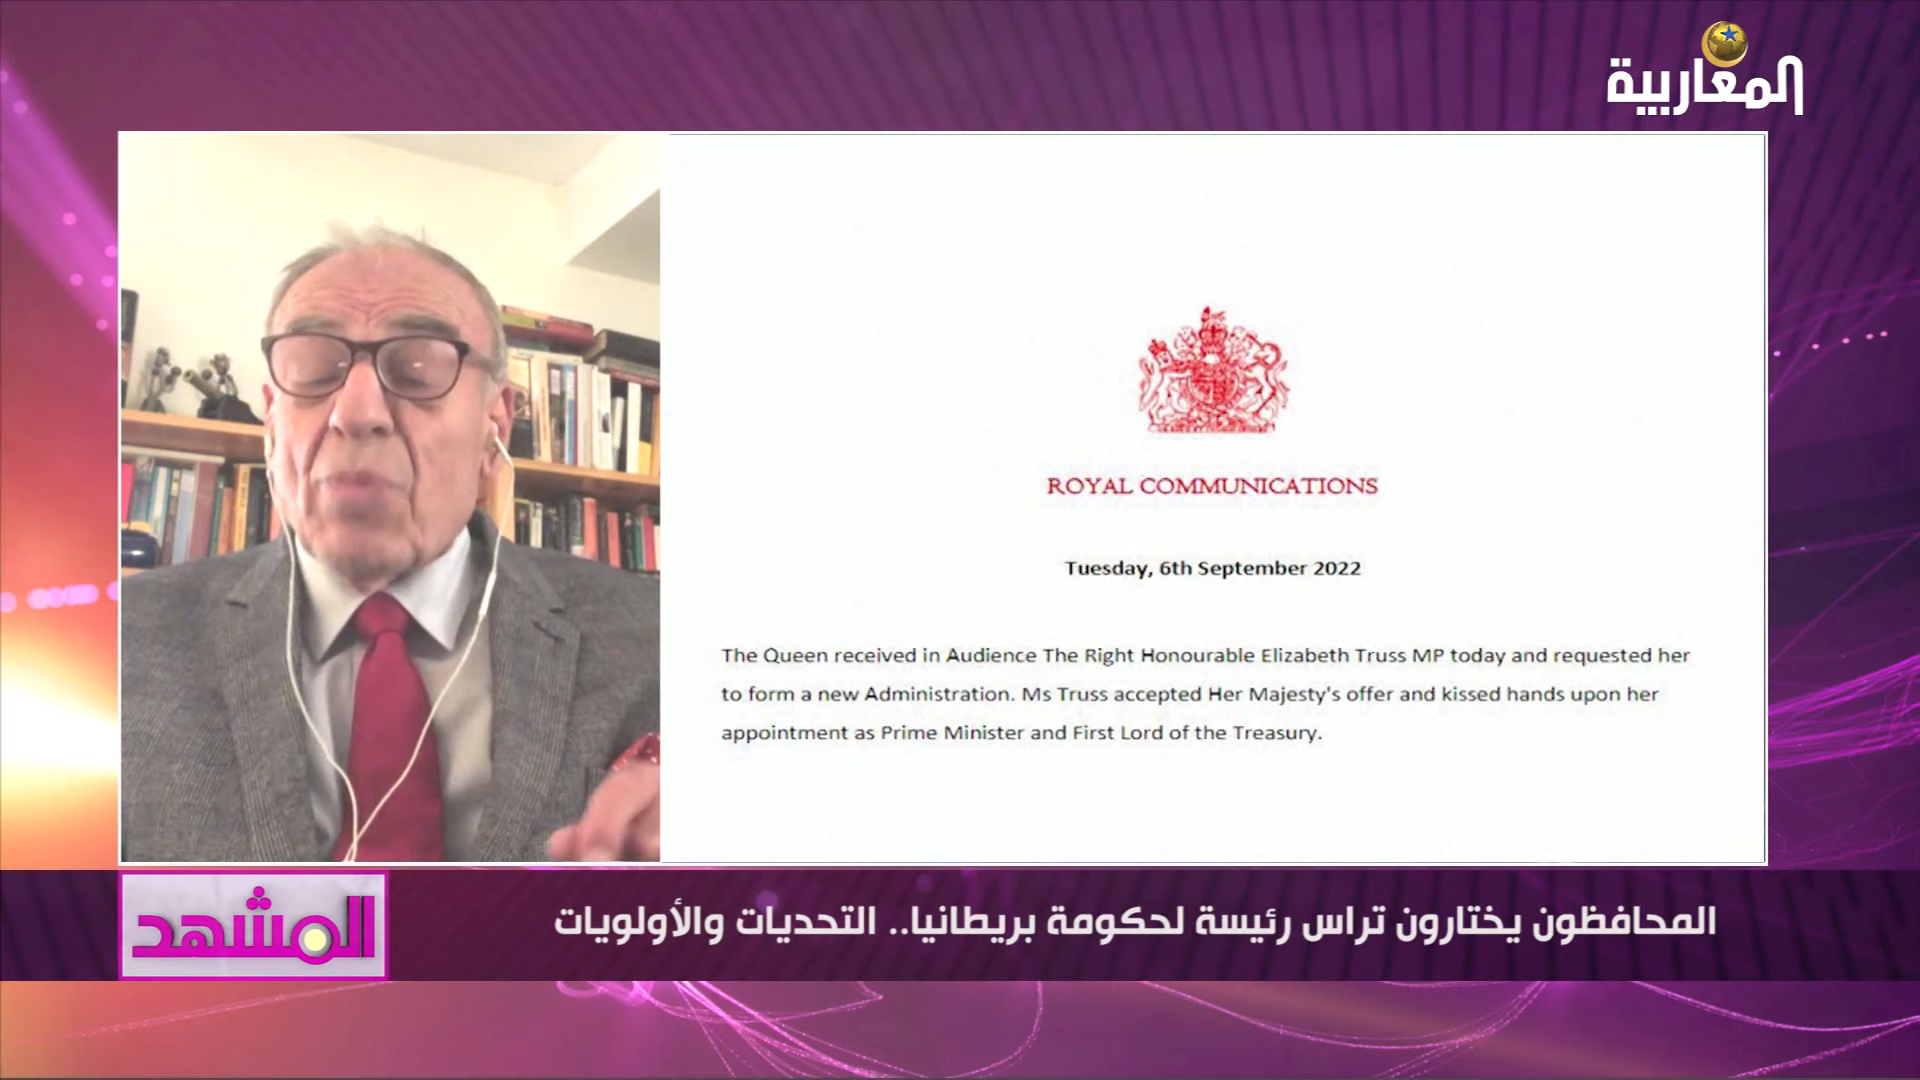 المغاربية
ROYAL COMMUNICATIONS
Tuesday, 6th September 2022
The Queen received in Audience The Right Honourable Elizabeth Truss MP today and requested her
to form a new Administration. Ms Truss accepted Her Majesty's offer and kissed hands upon her
appointment as Prime Minister and First Lord of the Treasury.
المحافظون يختارون تراس رئيسة لحكومة بريطانيا.. التحديات والأولويات
المشهد